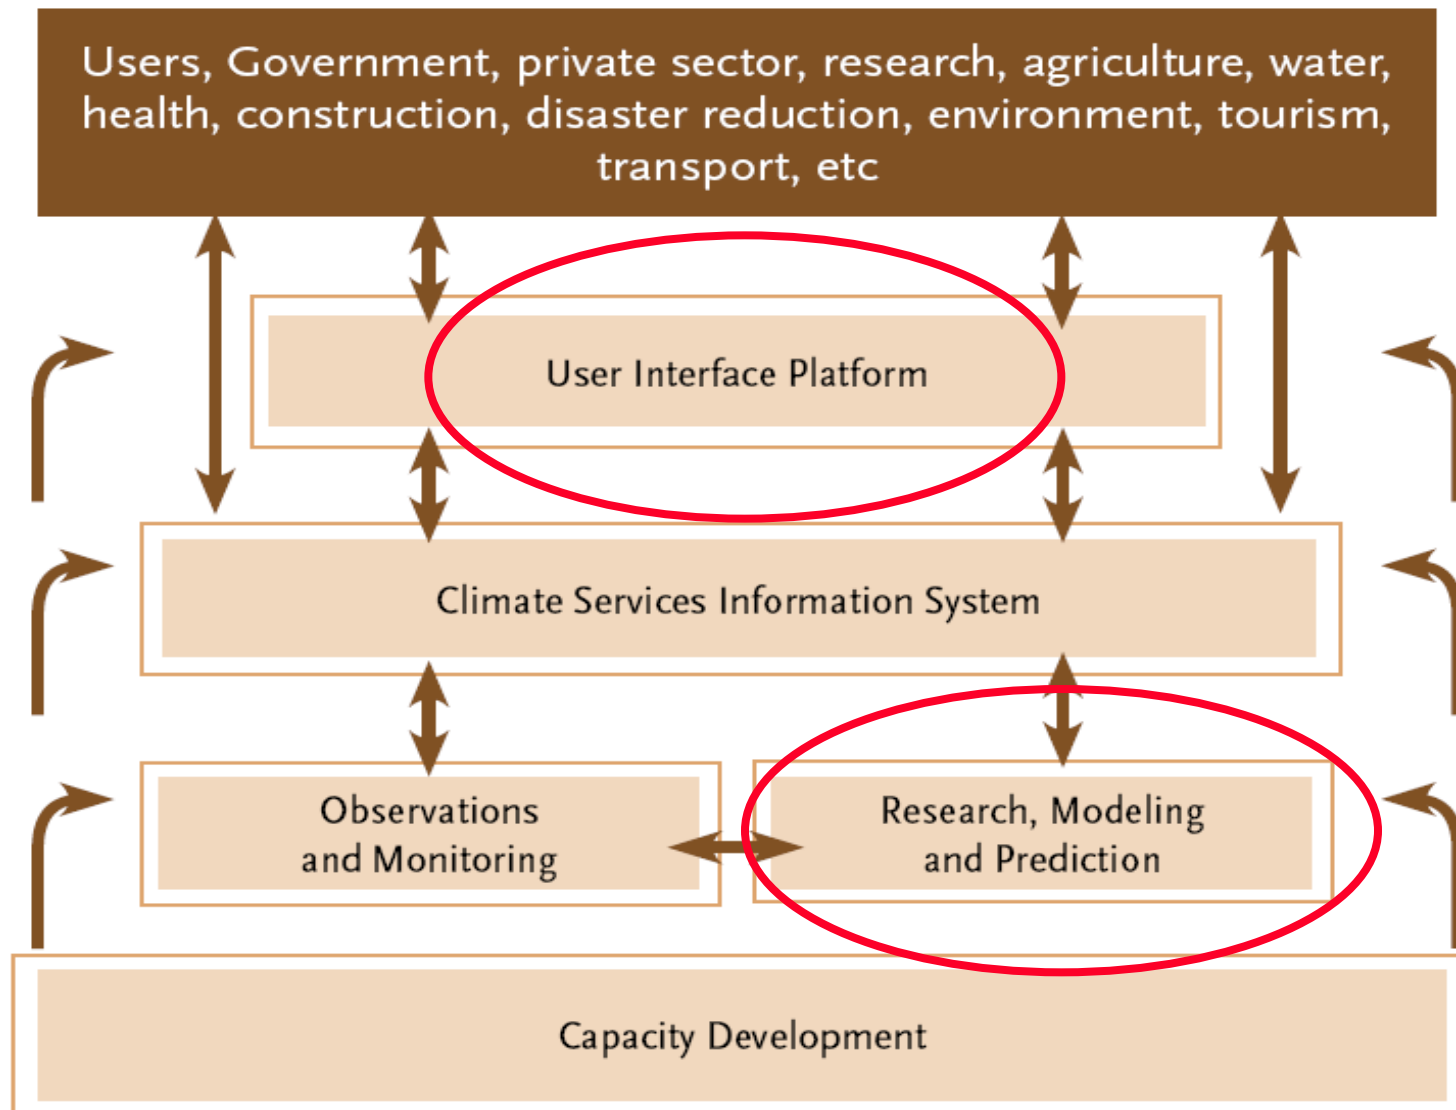 Users, Government, private sector, research, agriculture, water,
health, construction, disaster reduction, environment, tourism,
transport, etc
User Interface Platform
Climate Services Information System
Observations
and Monitoring
Research, Modeling
and Prediction
Capacity Development